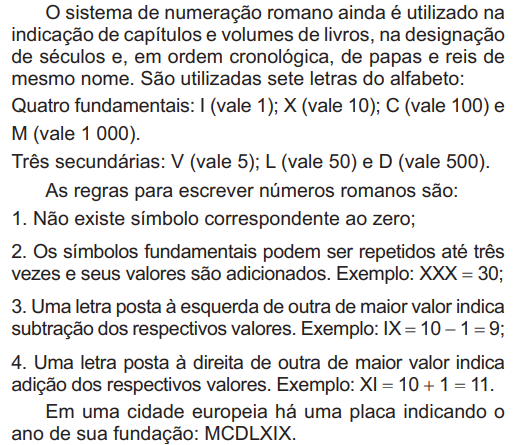 O sistema de numeração romano ainda é utilizado na
indicação de capítulos e volumes de livros, na designação
de séculos e, em ordem cronológica, de papas e reis de
mesmo nome. São utilizadas sete letras do alfabeto:
Quatro fundamentais: I (vale 1); X (vale 10); C (vale 100) e
M (vale 1 000).
Três secundárias: V (vale 5); L (vale 50) e D (vale 500).
As regras para escrever números romanos são:
1. Não existe símbolo correspondente ao zero;
2. Os símbolos fundamentais podem ser repetidos até três
vezes e seus valores são adicionados. Exemplo: XXX = 30;
3. Uma letra posta à esquerda de outra de maior valor indica
subtração dos respectivos valores. Exemplo: IX = 10 – 1 = 9;
4. Uma letra posta à direita de outra de maior valor indica
adição dos respectivos valores. Exemplo: XI = 10 + 1 = 11.
Em uma cidade europeia há uma placa indicando o
ano de sua fundação: MCDLXIX.